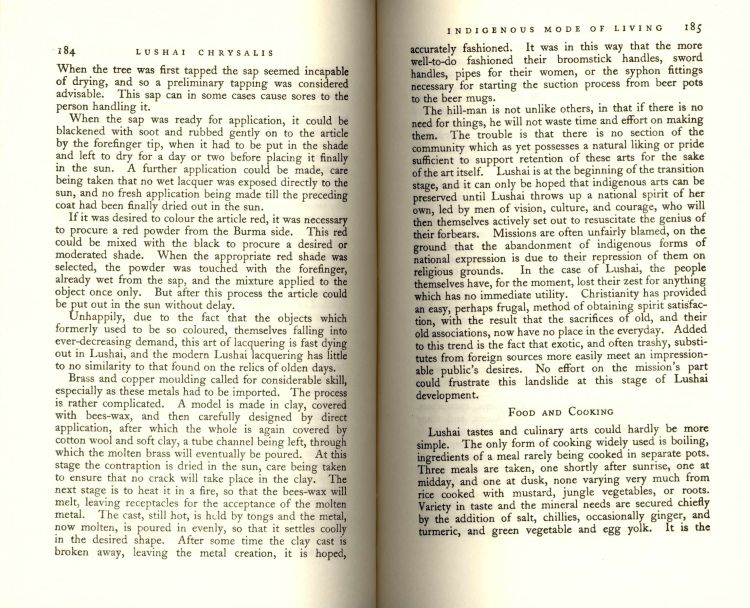 184
LUSHAI CHRYSALIS
When the tree was first tapped the sap seemed incapable
of drying, and so a preliminary tapping was considered
advisable. This sap can in some cases cause sores to the
person handling it.
When the sap was ready for application, it could be
blackened with soot and rubbed gently on to the article
by the forefinger tip, when it had to be put in the shade
and left to dry for a day or two before placing it finally
in the sun. A further application could be made, care
being taken that no wet lacquer was exposed directly to the
sun, and no fresh application being made till the preceding
coat had been finally dried out in the sun.
If it was desired to colour the article red, it was necessary
to procure a red powder from the Burma side. This red
could be mixed with the black to procure a desired or
moderated shade. When the appropriate red shade was
selected, the powder was touched with the forefinger,
already wet from the sap, and the mixture applied to the
object once only. But after this process the article could
be put out in the sun without delay.
Unhappily, due to the fact that the objects which
formerly used to be so coloured, themselves falling into
ever-decreasing demand, this art of lacquering is fast dying
out in Lushai, and the modern Lushai lacquering has little
to no similarity to that found on the relics of olden days.
Brass and copper moulding called for considerable skill,
especially as these metals had to be imported. The process
is rather complicated. A model is made in clay, covered
with bees-wax, and then carefully designed by direct
application, after which the whole is again covered by
cotton wool and soft clay, a tube channel being left, through
which the molten brass will eventually be poured. At this
stage the contraption is dried in the sun, care being taken
to ensure that no crack will take place in the clay. The
next stage is to heat it in a fire, so that the bees-wax will
melt, leaving receptacles for the acceptance of the molten
metal. The cast, still hot, is held by tongs and the metal,
now molten, is poured in evenly, so that it settles coolly
in the desired shape. After some time the clay cast is
broken away, leaving the metal creation, it is hoped,
INDIGENOUS MODE OF LIVING 185
accurately fashioned. It was in this way that the more
well-to-do fashioned their broomstick handles, sword
handles, pipes for their women, or the syphon fittings
necessary for starting the suction process from beer pots
to the beer mugs.
The hill-man is not unlike others, in that if there is no
need for things, he will not waste time and effort on making
them. The trouble is that there is no section of the
community which as yet possesses a natural liking or pride
sufficient to support retention of these arts for the sake
of the art itself. Lushai is at the beginning of the transition
stage, and it can only be hoped that indigenous arts can be
preserved until Lushai throws up a national spirit of her
own, led by men of vision, culture, and courage, who will
then themselves actively set out to resuscitate the genius of
their forbears. Missions are often unfairly blamed, on the
ground that the abandonment of indigenous forms of
national expression is due to their repression of them on
religious grounds. In the case of Lushai, the people
themselves have, for the moment, lost their zest for anything
which has no immediate utility. Christianity has provided
an easy, perhaps frugal, method of obtaining spirit satisfac-
tion, with the result that the sacrifices of old, and their
old associations, now have no place in the everyday. Added
to this trend is the fact that exotic, and often trashy, substi-
tutes from foreign sources more easily meet an impression-
able public's desires. No effort on the mission's part
could frustrate this landslide at this stage of Lushai
development.
FOOD AND COOKING
Lushai tastes and culinary arts could hardly be more
simple. The only form of cooking widely used is boiling,
ingredients of a meal rarely being cooked in separate pots.
Three meals are taken, one shortly after sunrise, one at
midday, and one at dusk, none varying very much from
rice cooked with mustard, jungle vegetables, or roots.
Variety in taste and the mineral needs are secured chiefly
by the addition of salt, chillies, occasionally ginger, and
turmeric, and green vegetable and egg yolk. It is the